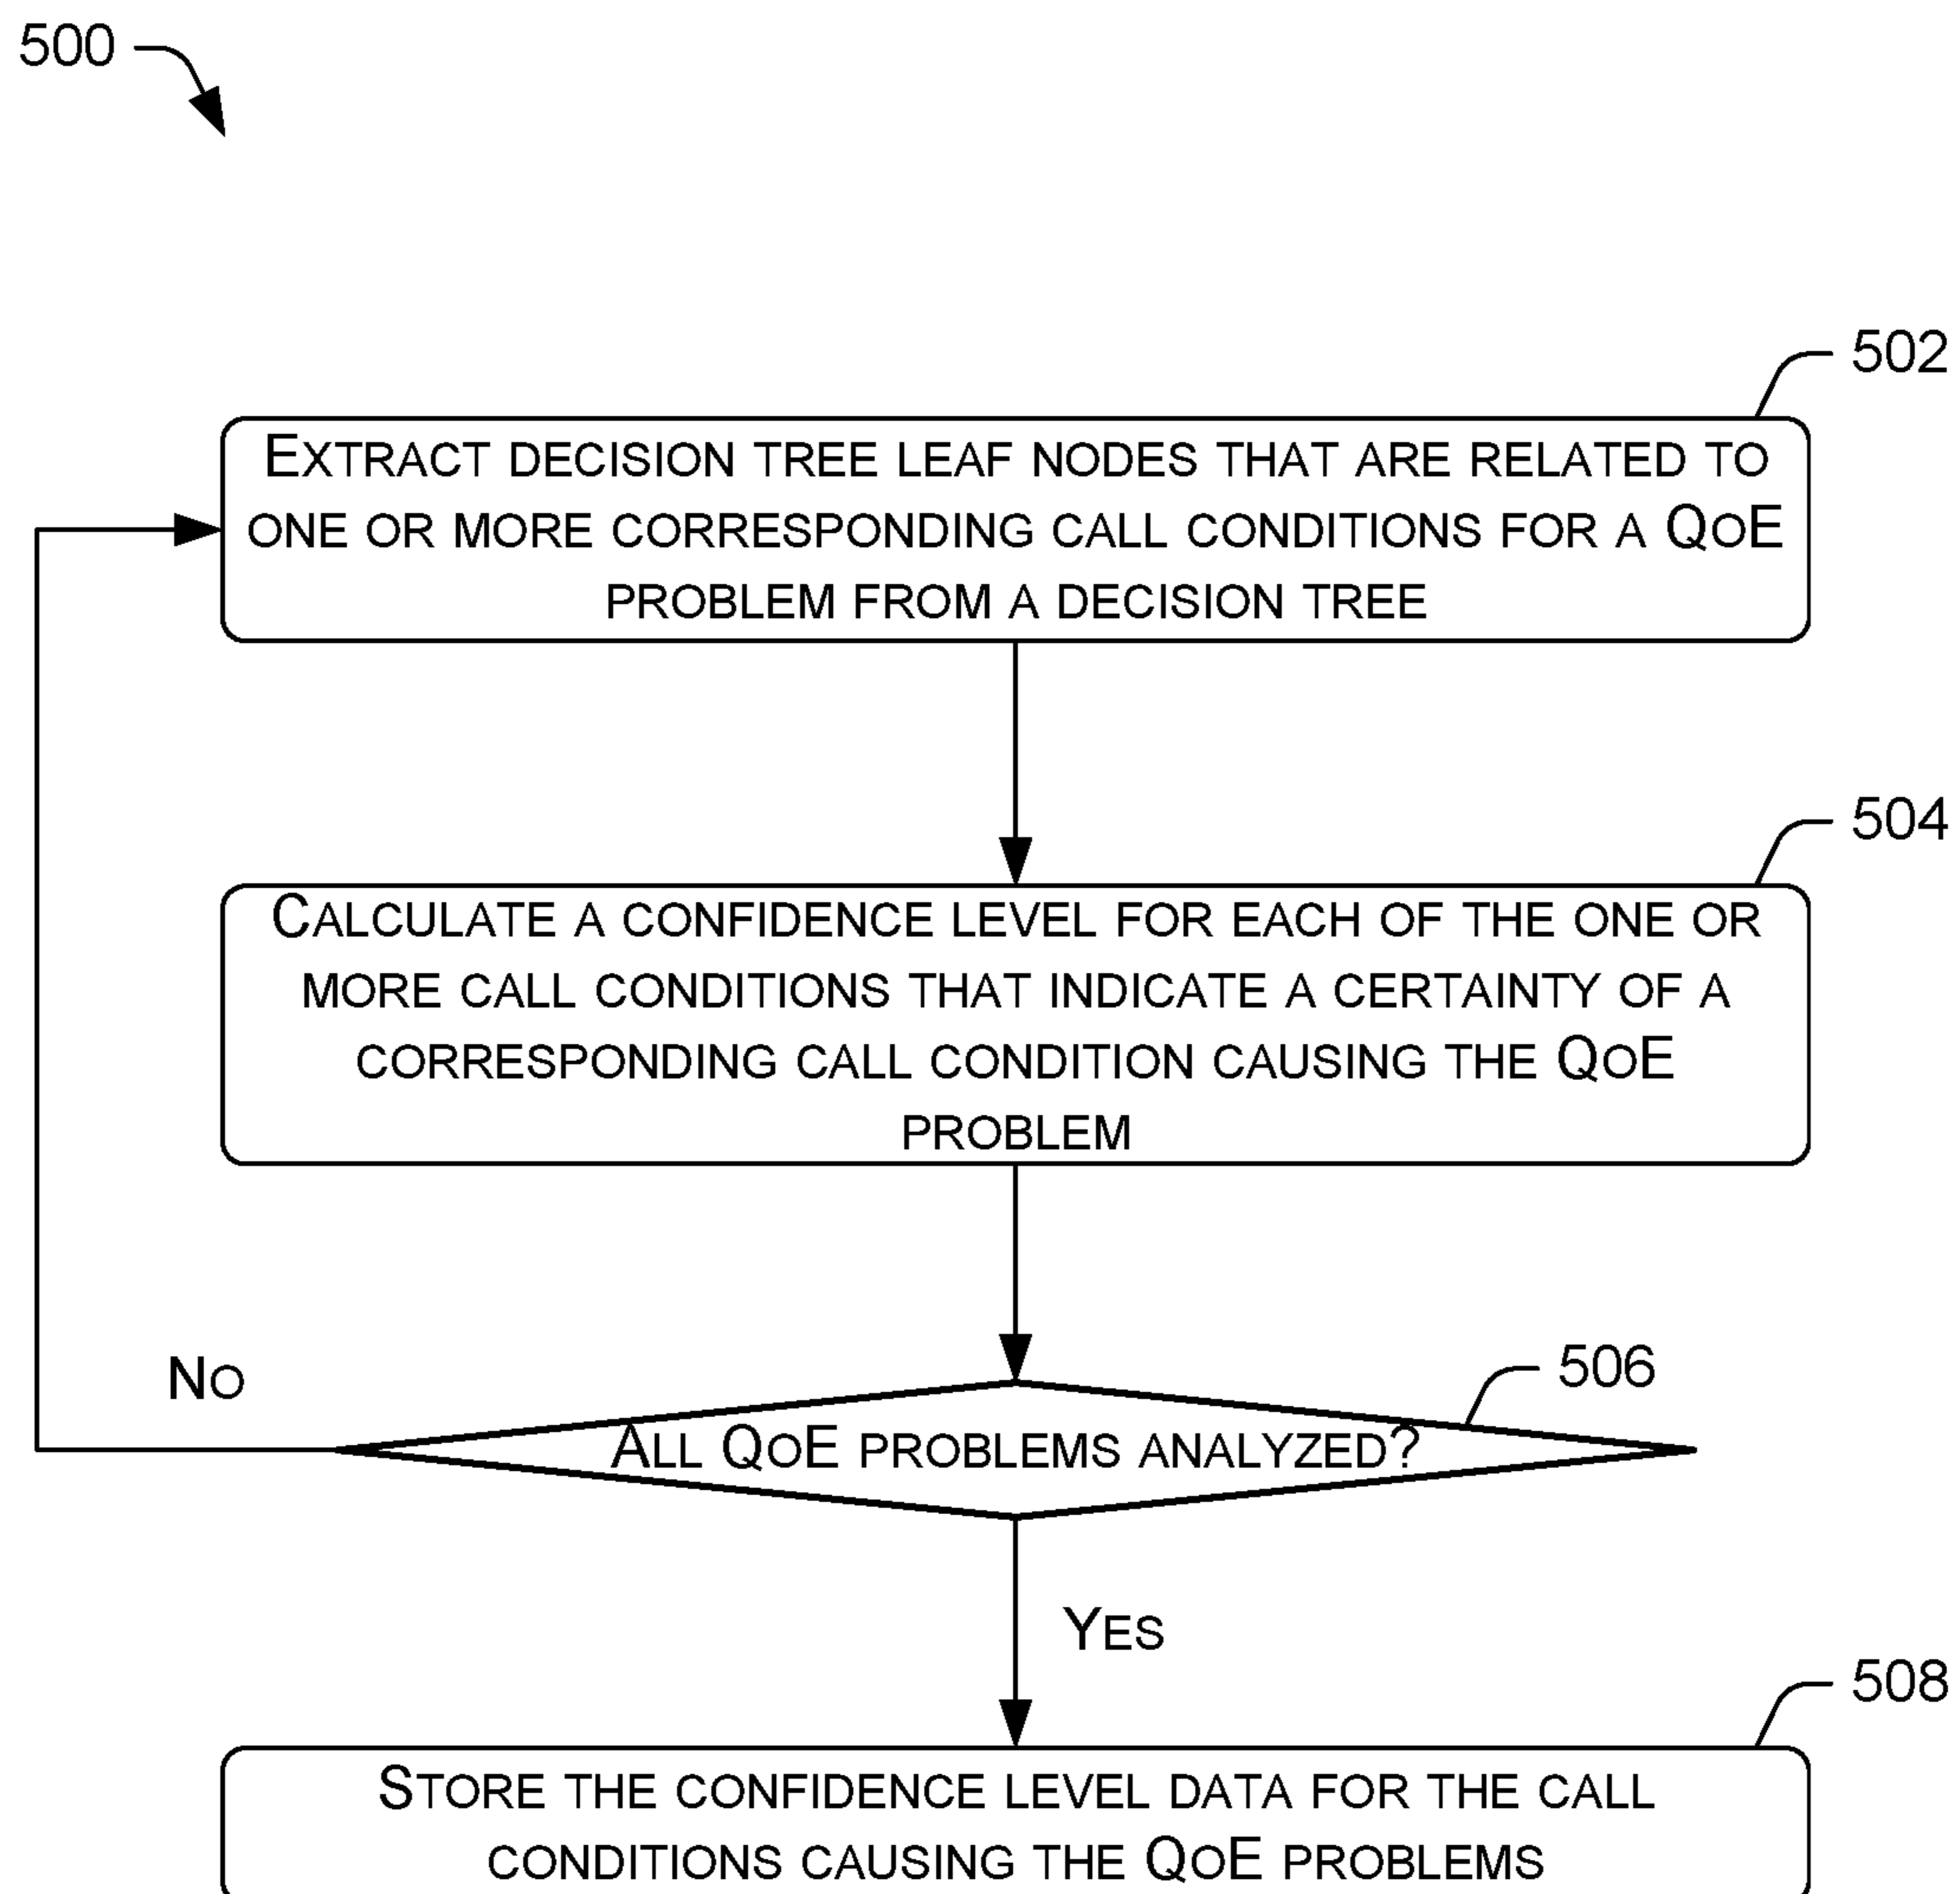 500
502
EXTRACT DECISION TREE LEAF NODES THAT ARE RELATED TO
ONE OR MORE CORRESPONDING CALL CONDITIONS FOR A QOE
PROBLEM FROM A DECISION TREE
504
CALCULATE A CONFIDENCE LEVEL FOR EACH OF THE ONE OR
MORE CALL CONDITIONS THAT INDICATE A CERTAINTY OF A
CORRESPONDING CALL CONDITION CAUSING THE QOE
PROBLEM
NO
506
ALL QOE PROBLEMS ANALYZED?
YES
508
STORE THE CONFIDENCE LEVEL DATA FOR THE CALL
CONDITIONS CAUSING THE QOE PROBLEMS